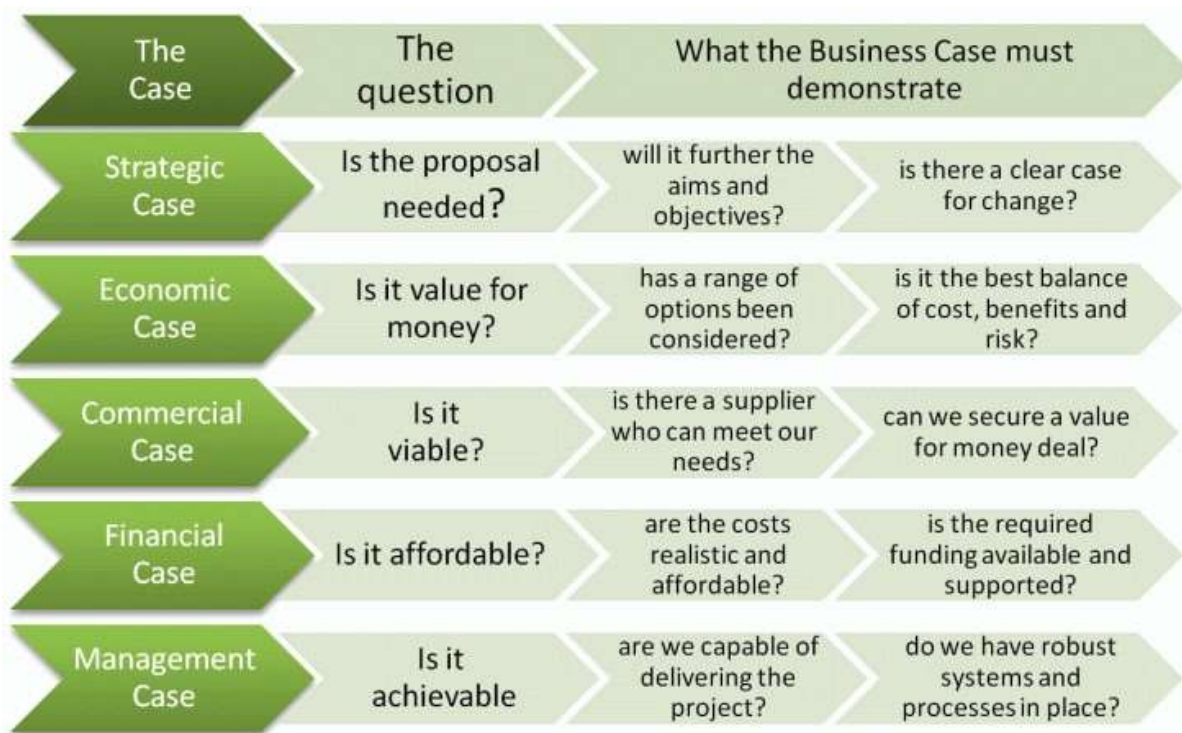 The
Case
The
question
What the Business Case must
demonstrate
Strategic
Case
Is the proposal
needed?
will it further the
aims and
objectives?
is there a clear case
for change?
Economic
Case
Is it value for
money?
has a range of
options been
considered?
is it the best balance
of cost, benefits and
risk?
Commercial
Case
Is it
viable?
is there a supplier
who can meet our
needs?
can we secure a value
for money deal?
Financial
Case
Is it affordable?
are the costs
realistic and
affordable?
is the required
funding available and
supported?
Management
Case
Is it
achievable
are we capable of
delivering the
project?
do we have robust
systems and
processes in place?